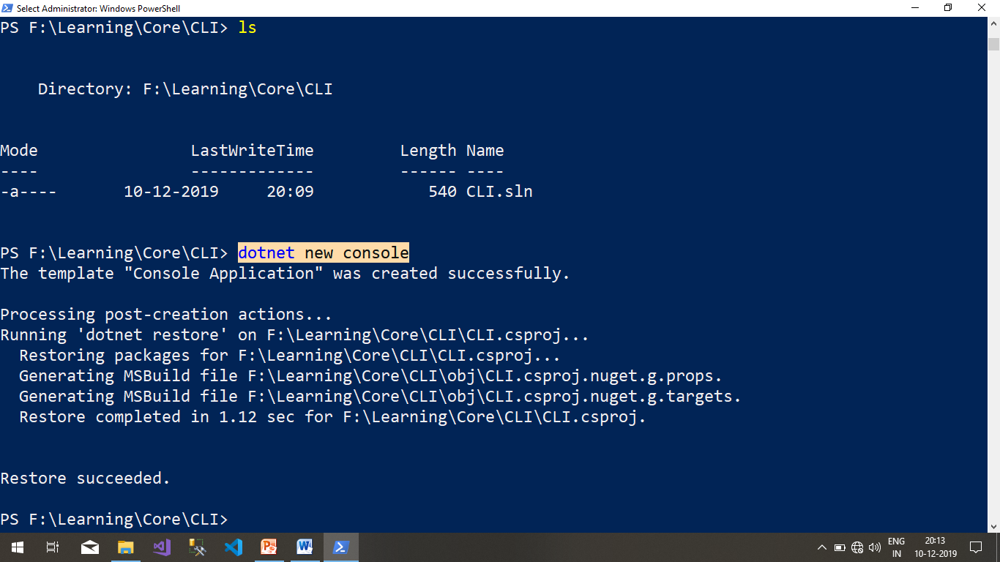 Select Administrator: Windows PowerShell
PS F:\Learning\Core\CLI> ls
Directory: F:\Learning\Core\CLI
Mode LastWriteTime Length Name
---- ------------- ------ ----
-a---- 10-12-2019 20:09 540 CLI.sln
PS F:\Learning\Core\CLI> dotnet new console
The template "Console Application" was created successfully.
Processing post-creation actions...
Running 'dotnet restore' on F:\Learning\Core\CLI\CLI.csproj...
Restoring packages for F:\Learning\Core\CLI\CLI.csproj...
Generating MSBuild file F:\Learning\Core\CLI\obj\CLI.csproj.nuget.g.props.
Generating MSBuild file F:\Learning\Core\CLI\obj\CLI.csproj.nuget.g.targets.
Restore completed in 1.12 sec for F:\Learning\Core\CLI\CLI.csproj.
Restore succeeded.
PS F:\Learning\Core\CLI>
ENG 20:13
IN 10-12-2019